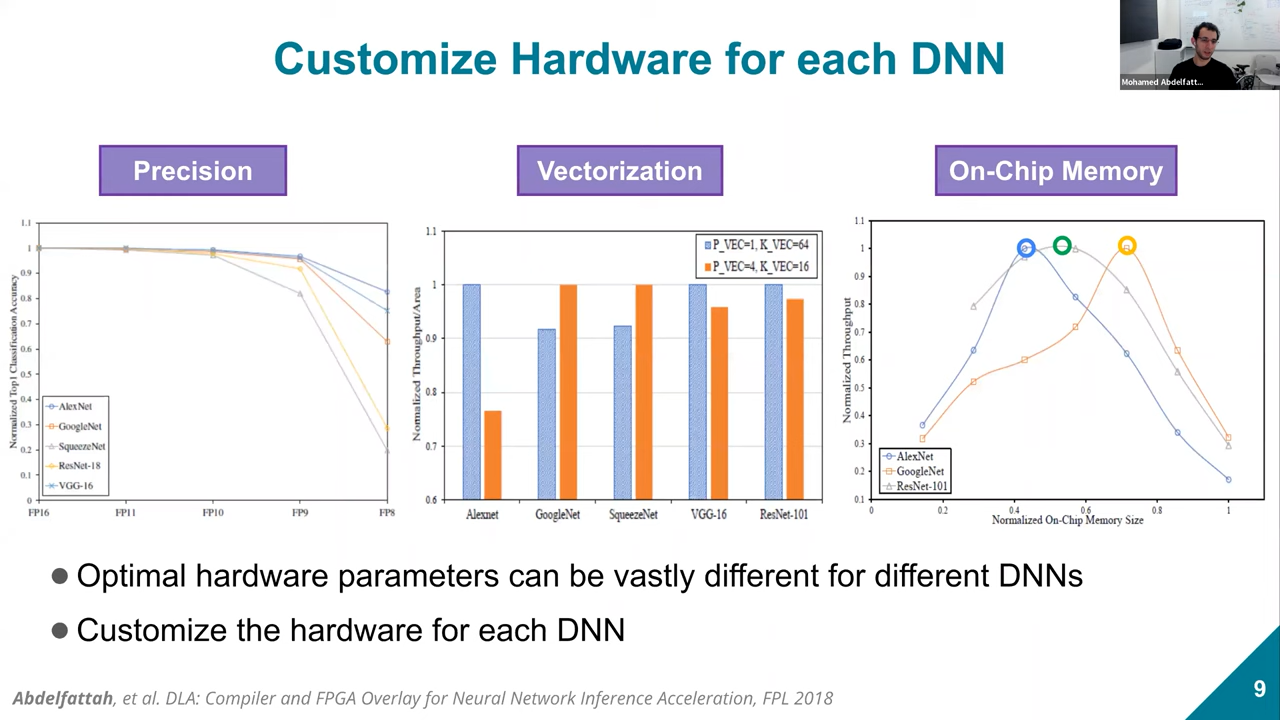 Customize Hardware for each DNN
Mohamed Abdelfatt...
Precision
Vectorization
On-Chip Memory
Normalized Top1 Classification Accuracy
1.1
1
0.9
0.8
0.7
0.6
0.5
0.4
0.3
0.2
0.1
0
AlexNet
GoogleNet
SqueezeNet
ResNet-18
VGG-16
FP16 FP11 FP10 FP9 FP8
Normalized Throughput/Area
1.1
1
0.9
0.8
0.7
0.6
P_VEC=1, K_VEC=64
P_VEC=4, K_VEC=16
Alexnet GoogleNet SqueezeNet VGG-16 ResNet-101
Normalized Throughput
1.1
1
0.9
0.8
0.7
0.6
0.5
0.4
0.3
0.2
0.1
AlexNet
GoogleNet
ResNet-101
0 0.2 0.4 0.6 0.8 1
Normalized On-Chip Memory Size
● Optimal hardware parameters can be vastly different for different DNNs
● Customize the hardware for each DNN
Abdelfattah, et al. DLA: Compiler and FPGA Overlay for Neural Network Inference Acceleration, FPL 2018
9